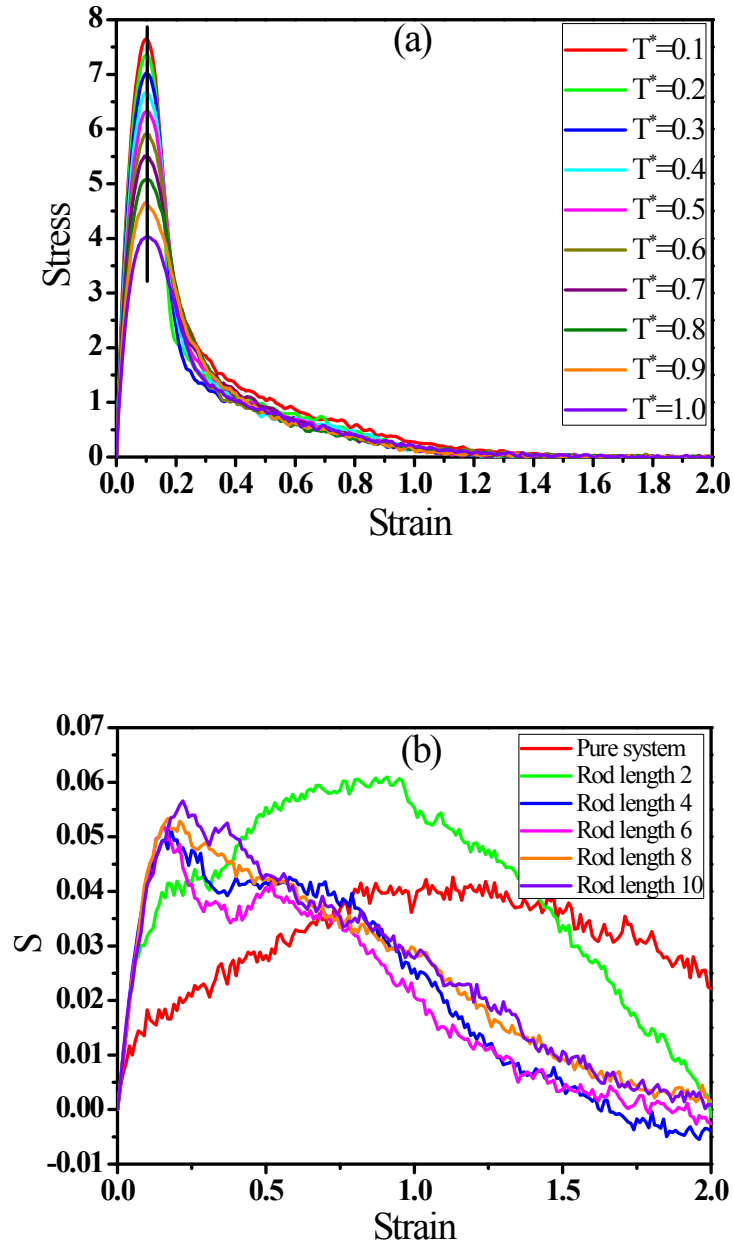 (a)
T*=0.1
T*=0.2
T*=0.3
T*=0.4
T*=0.5
T*=0.6
T*=0.7
T*=0.8
T*=0.9
T*=1.0
8
7
6
5
4
3
2
1
0
Stress
0.0 0.2 0.4 0.6 0.8 1.0 1.2 1.4 1.6 1.8 2.0
Strain
(b)
Pure system
Rod length 2
Rod length 4
Rod length 6
Rod length 8
Rod length 10
0.07
0.06
0.05
0.04
0.03
0.02
0.01
0.00
-0.01
S
0.0 0.5 1.0 1.5 2.0
Strain